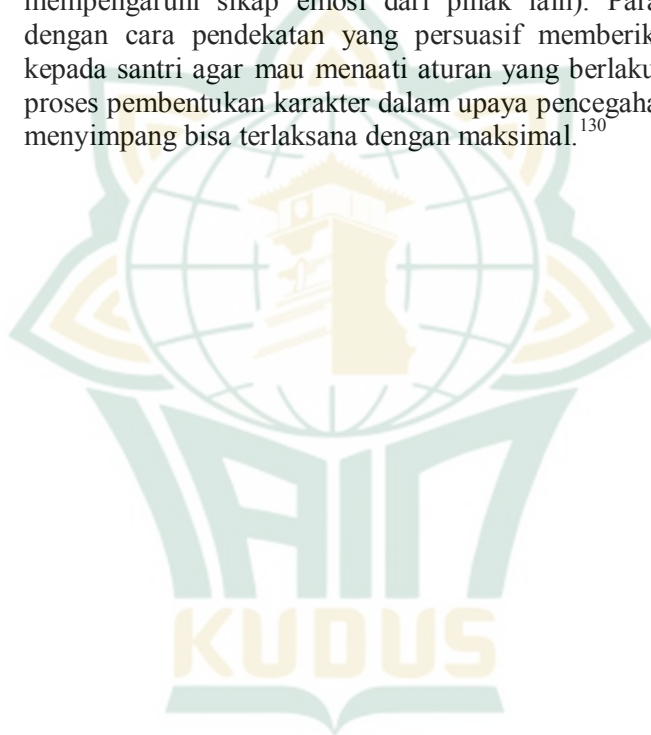 mempengaruhi sikap emosi dari pihak lain). Para
dengan cara pendekatan yang persuasif memberik
kepada santri agar mau menaati aturan yang berlaku
proses pembentukan karakter dalam upaya pencegaha
menyimpang bisa terlaksana dengan maksimal.130
IAIN
KUDUS